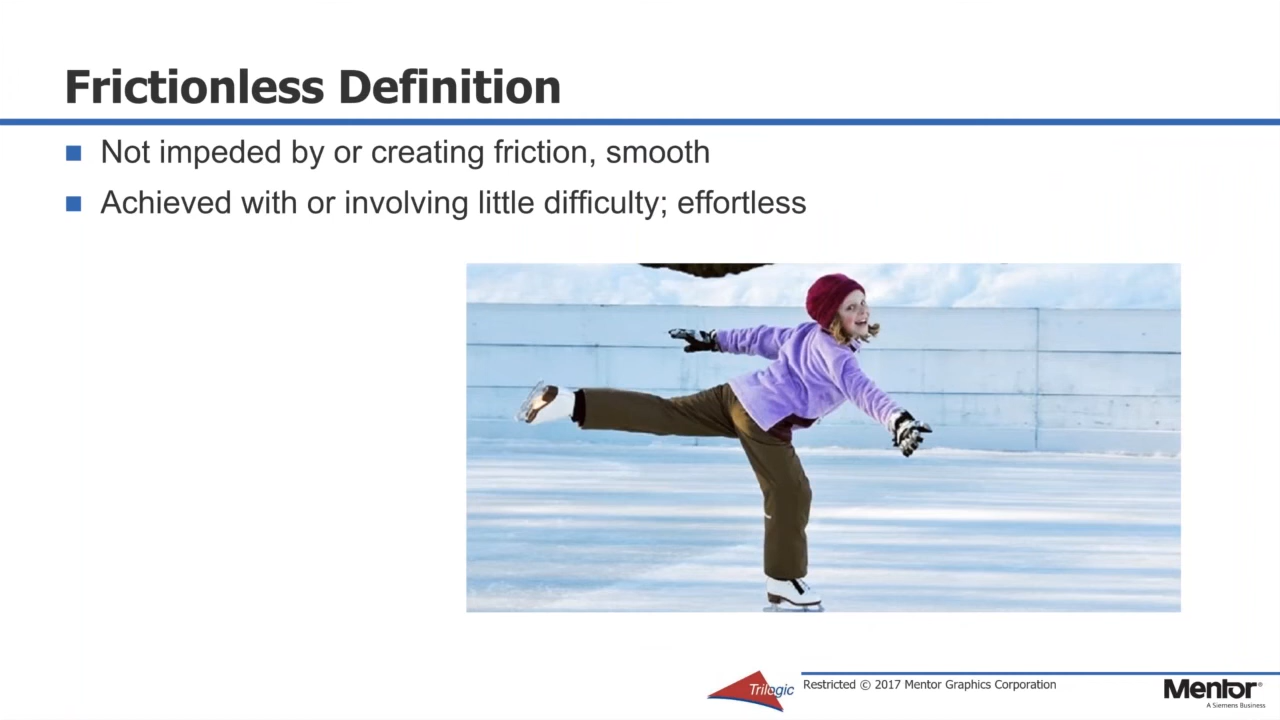 Frictionless Definition
Not impeded by or creating friction, smooth
Achieved with or involving little difficulty; effortless
Trilogic
Restricted © 2017 Mentor Graphics Corporation
Mentor®
A Siemens Business